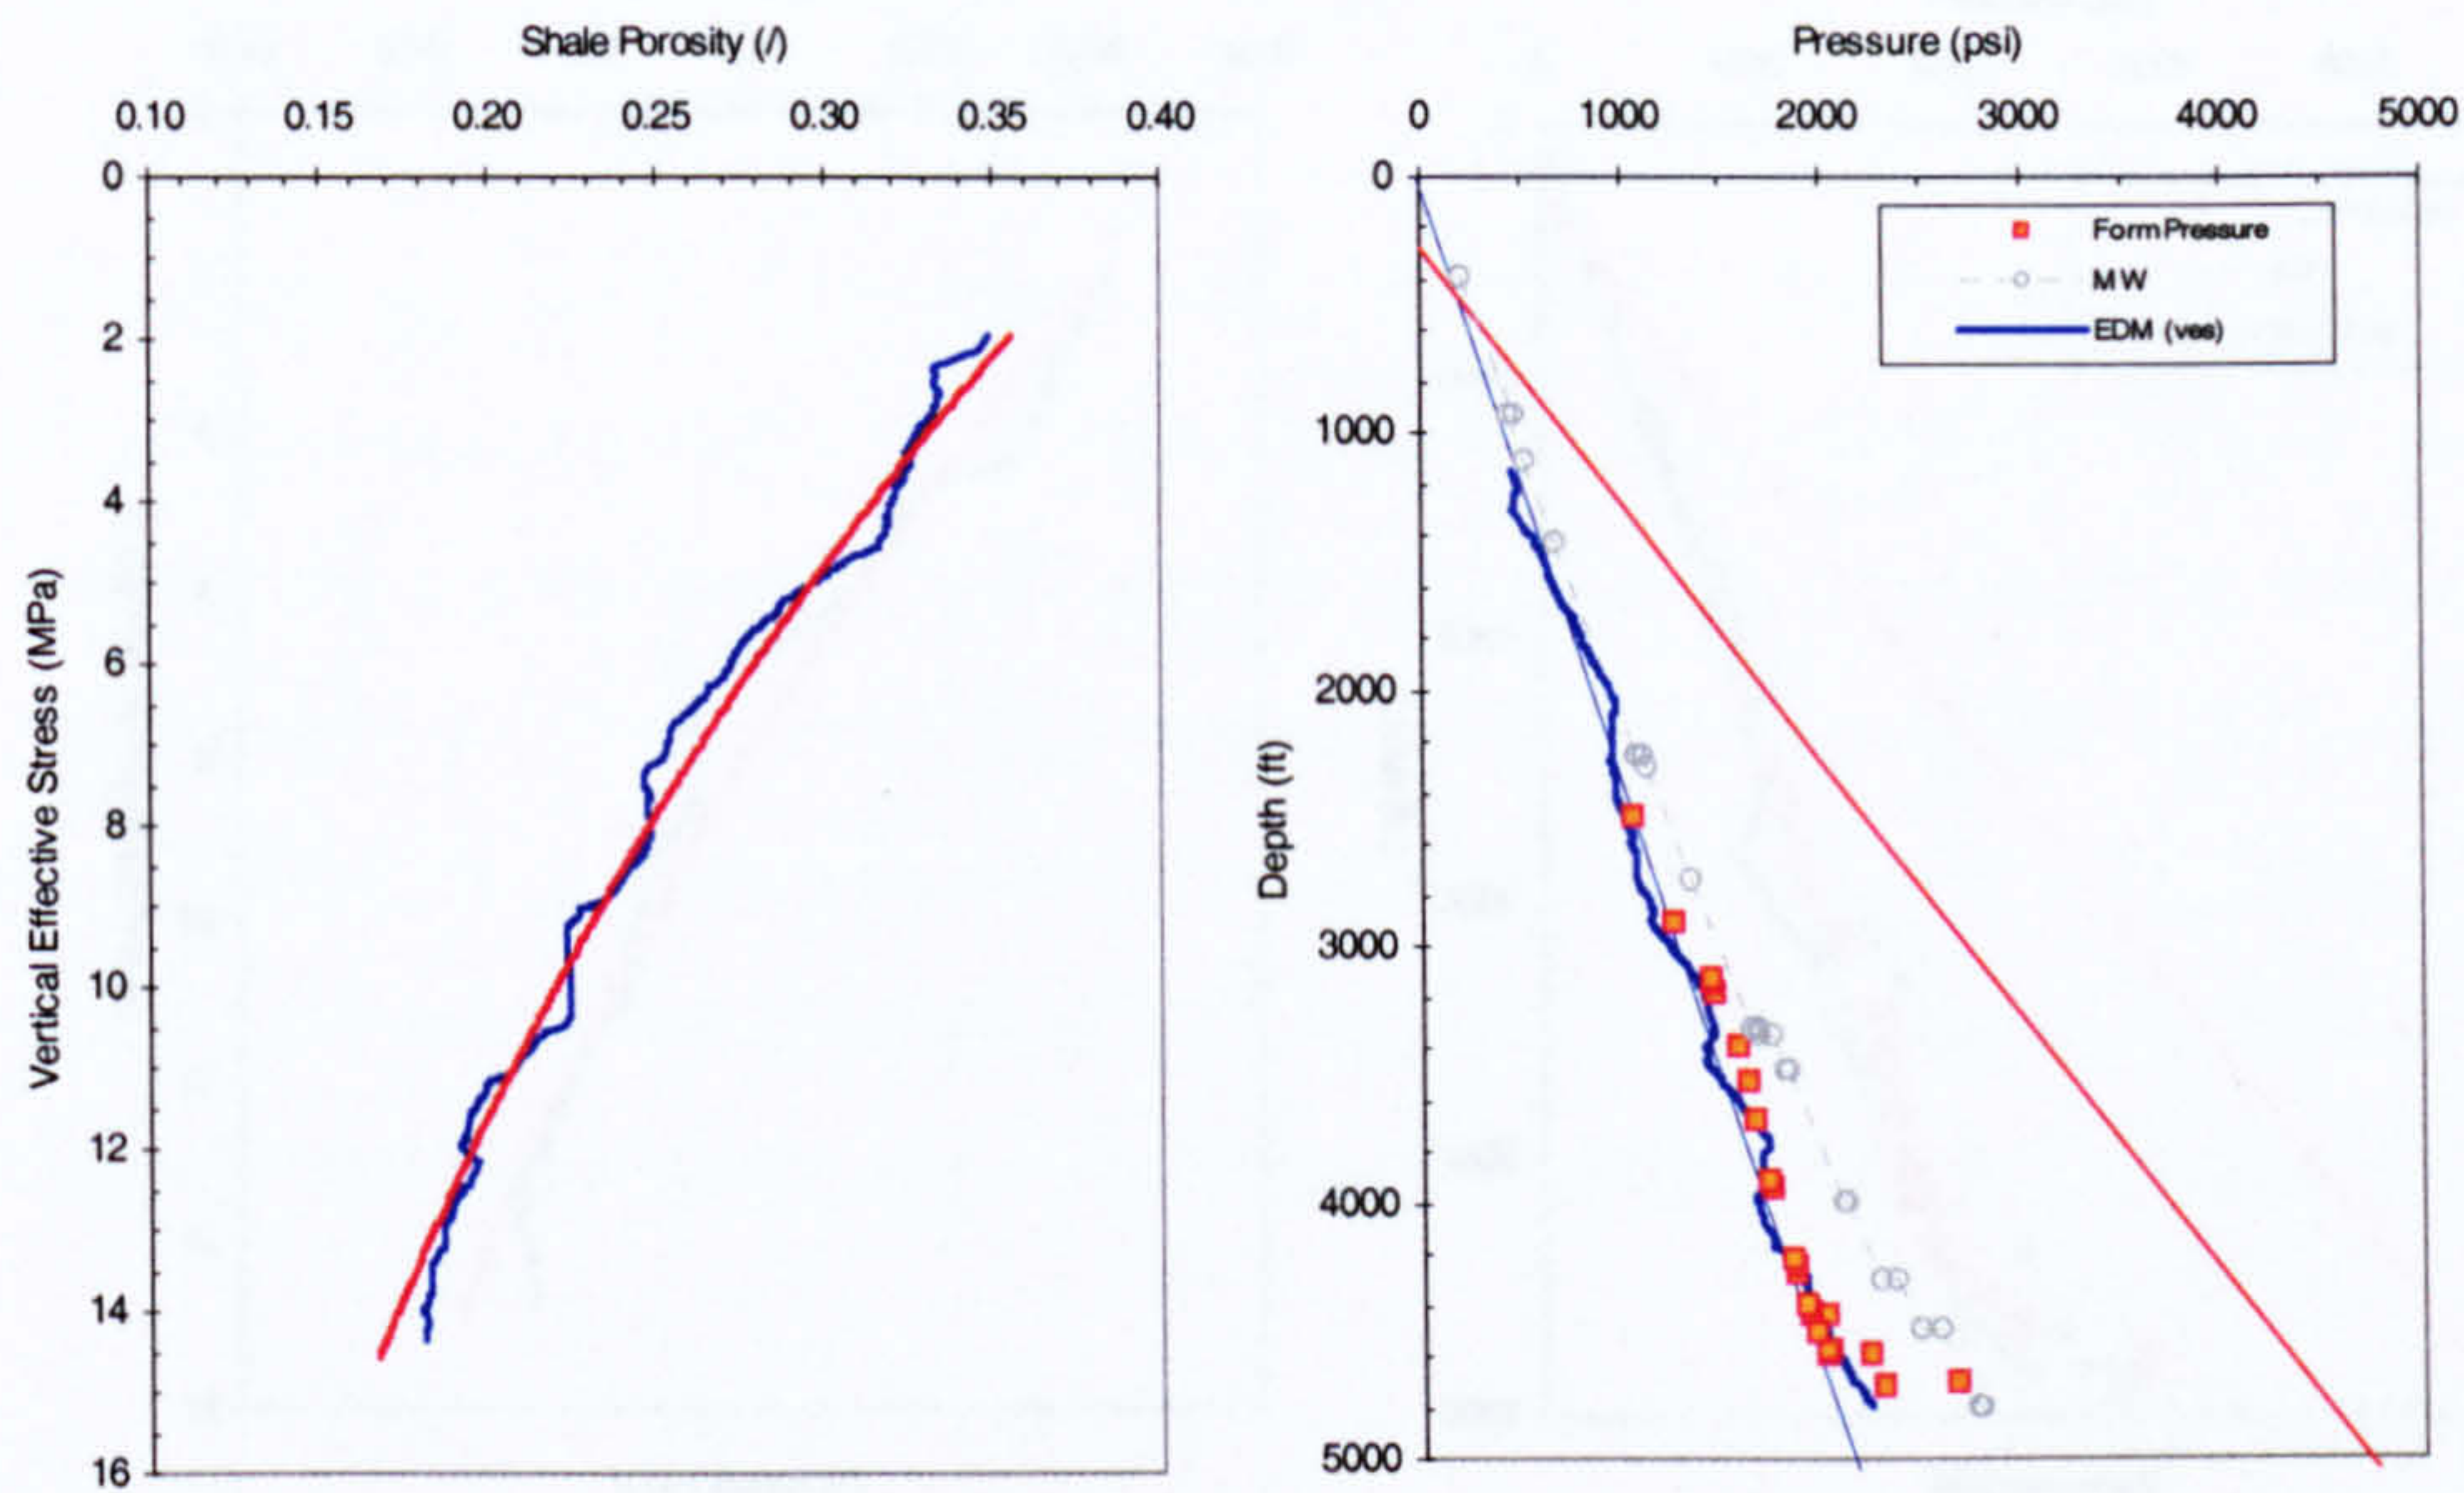 Shale Porosity (/)
0.10 0.15 0.20 0.25 0.30 0.35 0.40
0
2
4
6
8
10
12
14
16
Vertical Effective Stress (MPa)
Pressure (psi)
0 1000 2000 3000 4000 5000
0
1000
2000
3000
4000
5000
Depth (ft)
Form Pressure
MW
EDM (ves)